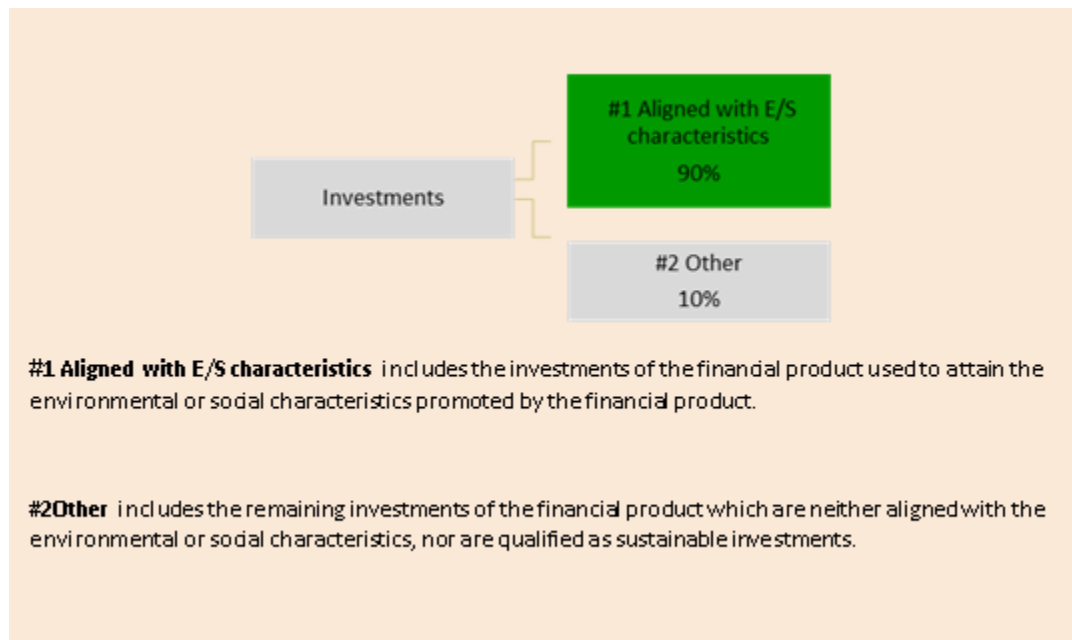 #1 Aligned with E/S
characteristics
90%
Investments
#2 Other
10%
#1 Aligned with E/S characteristics includes the investments of the financial product used to attain the
environmental or social characteristics promoted by the financial product.
#2Other includes the remaining investments of the financial product which are neither aligned with the
environmental or social characteristics, nor are qualified as sustainable investments.